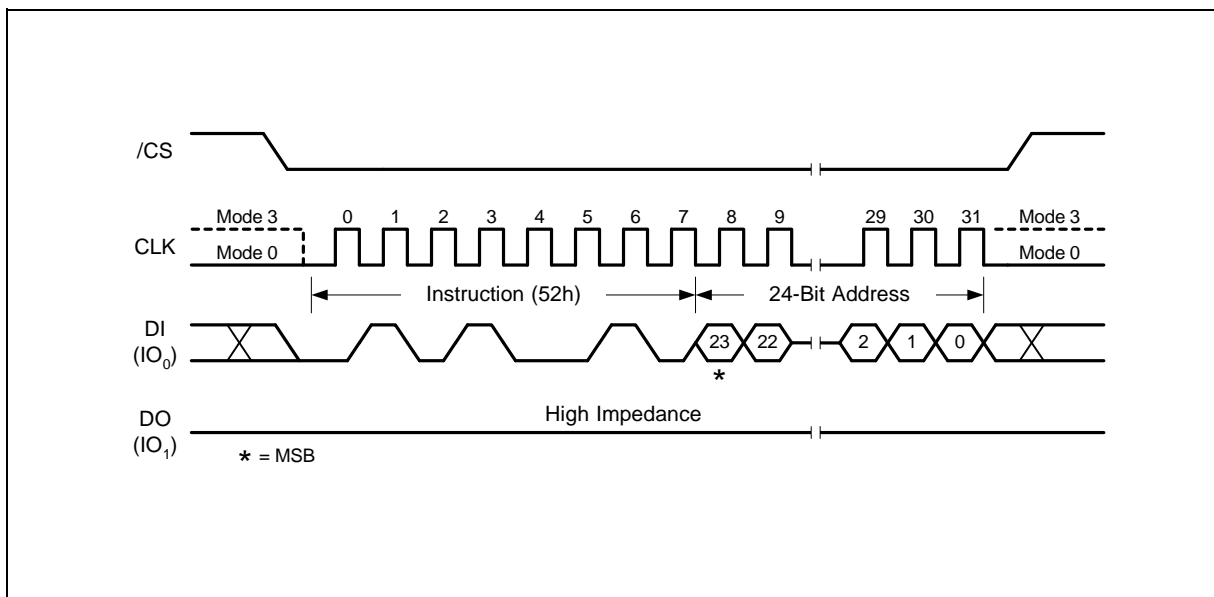 /CS
Mode 3 0 1 2 3 4 5 6 7 8 9 29 30 31 Mode 3
CLK
Mode 0 Mode 0
Instruction (52h) 24-Bit Address
DI
(IO₀)
23 22 2 1 0
*
High Impedance
DO
(IO₁)
* = MSB